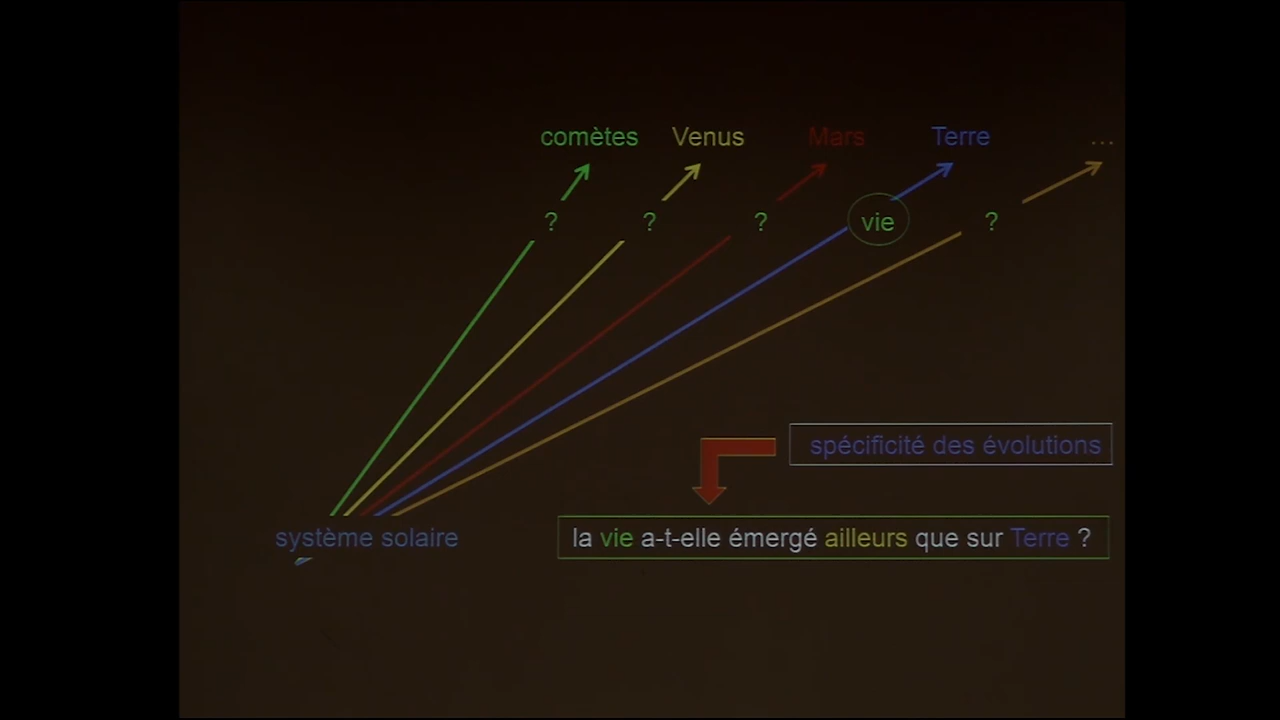 comètes Venus Mars Terre ...
? ? ? vie ?
spécificité des évolutions
système solaire
la vie a-t-elle émergé ailleurs que sur Terre ?